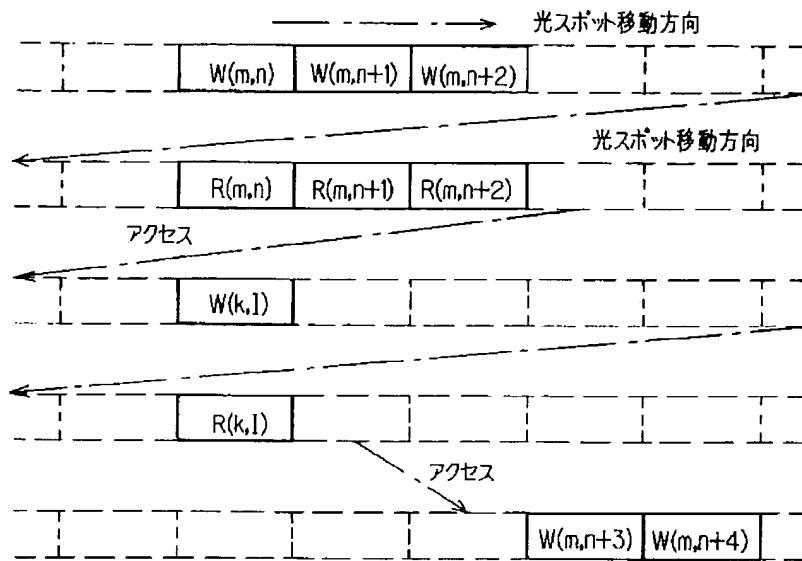 光スポット移動方向
W(m,n) W(m,n+1) W(m,n+2)
光スポット移動方向
R(m,n) R(m,n+1) R(m,n+2)
アクセス
W(k,I)
R(k,I)
アクセス
W(m,n+3) W(m,n+4)